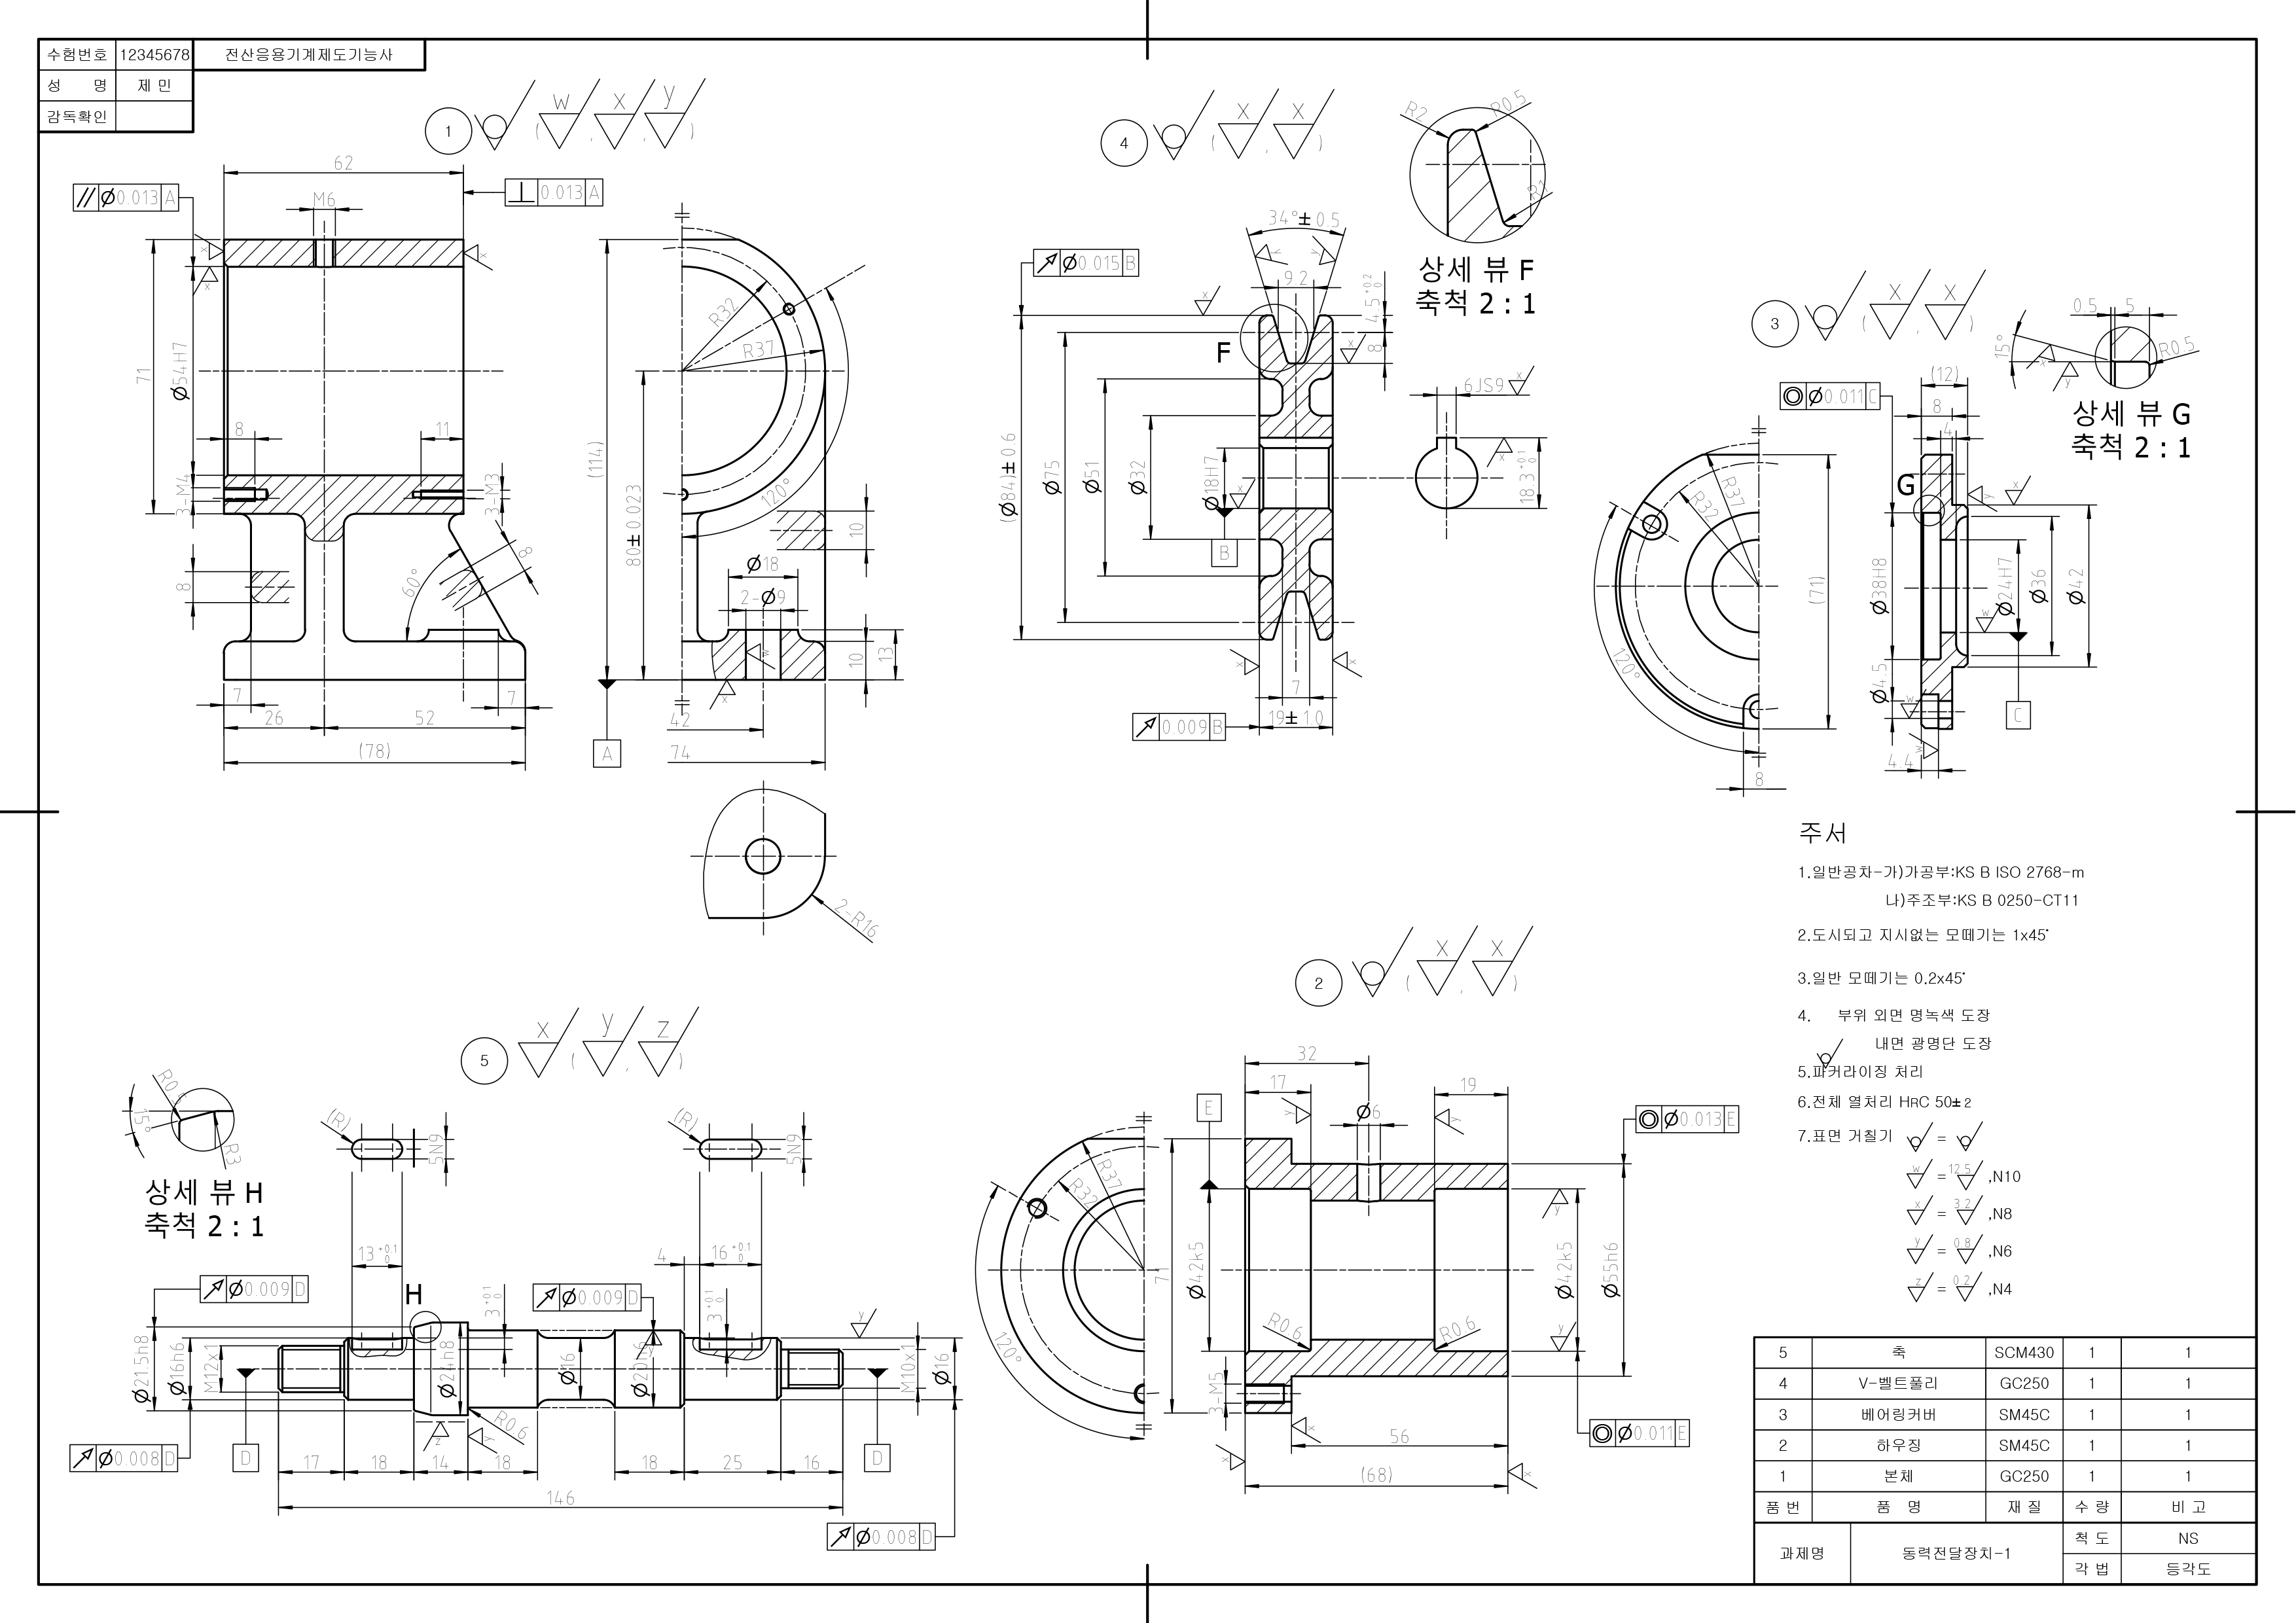 수험번호 12345678 전산응용기계제도기능사
성 명 제 민
감독확인
1 ( w , x , y )
62
M6
// Ø0.013 A
⊥ 0.013 A
x
x
x
71
Ø54H7
8
11
3-M4
3-M3
8
60°
8
7
7
26
52
(78)
R32
R37
120°
(114)
80±0.023
Ø18
2-Ø9
w
x
10
10
13
42
74
A
2-R16
4 ( x , x )
R2
R0.5
R1
상세 뷰 F
축척 2 : 1
34°±0.5
↗ Ø0.015 B
y
y
9.2
4.5 +0.2 0
8
x
x
F
(Ø84)±0.6
Ø75
Ø51
Ø32
Ø18H7
x
B
6JS9 x
x
18.3 +0.1 0
x
x
7
19±1.0
↗ 0.009 B
3 ( x , x )
0.5
5
15°
x
y
R0.5
상세 뷰 G
축척 2 : 1
◎ Ø0.011 C
(12)
8
4
G
y
x
R37
R32
(71)
120°
8
Ø38H8
Ø24H7
Ø36
Ø42
w
Ø4.5
w
w
4.4
C
주서
1.일반공차-가)가공부:KS B ISO 2768-m
나)주조부:KS B 0250-CT11
2.도시되고 지시없는 모떼기는 1x45°
3.일반 모떼기는 0.2x45°
4. 부위 외면 명녹색 도장
내면 광명단 도장
5.파커라이징 처리
6.전체 열처리 HRC 50±2
7.표면 거칠기 =
w = 12.5 ,N10
x = 3.2 ,N8
y = 0.8 ,N6
z = 0.2 ,N4
5 x ( y , z )
15°
R3
상세 뷰 H
축척 2 : 1
(R)
5N9
(R)
5N9
13 +0.1 0
4
16 +0.1 0
↗ Ø0.009 D
H
3 +0.1 0
↗ Ø0.009 D
3 +0.1 0
y
Ø21.5h8
Ø16h6
M12x1
Ø24h8
Ø16
Ø20h6
M10x1
Ø16
R0.6
z
y
↗ Ø0.008 D
D
D
17
18
14
18
18
25
16
146
↗ Ø0.008 D
2 ( x , x )
32
17
19
E
y
Ø6
y
◎ Ø0.013 E
R37
R32
71
120°
Ø42k5
Ø42k5
Ø55h6
y
y
R0.6
R0.6
3-M5
x
56
x
(68)
x
◎ Ø0.011 E
5 축 SCM430 1 1
4 V-벨트풀리 GC250 1 1
3 베어링커버 SM45C 1 1
2 하우징 SM45C 1 1
1 본체 GC250 1 1
품 번 품 명 재 질 수 량 비 고
과제명 동력전달장치-1 척 도 NS
각 법 등각도